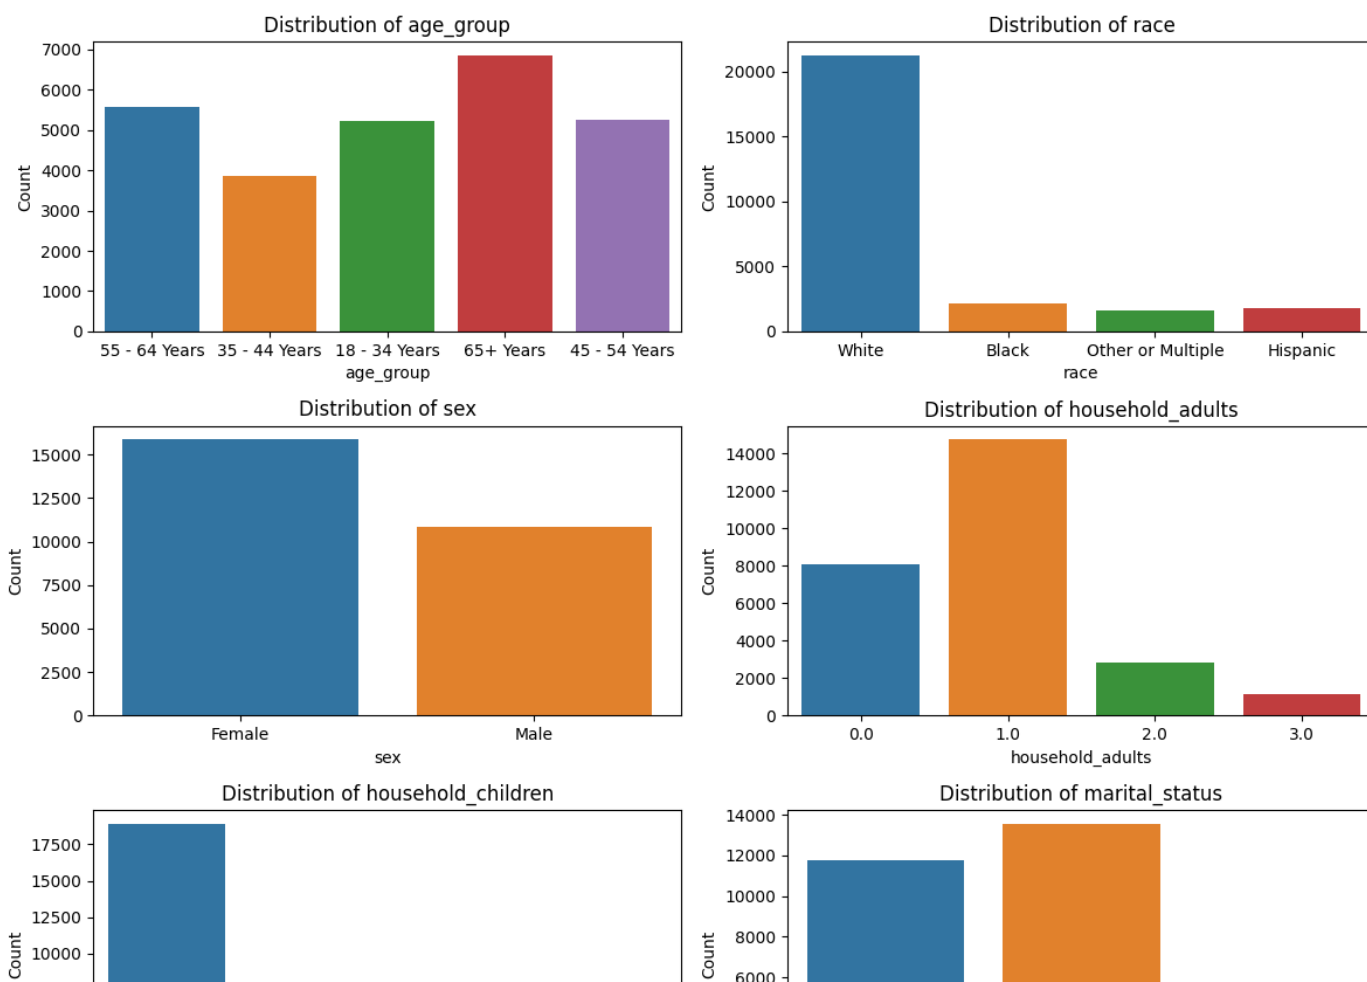 Distribution of age_group
7000
6000
5000
4000
3000
2000
1000
0
Count
55 - 64 Years 35 - 44 Years 18 - 34 Years 65+ Years 45 - 54 Years
age_group
Distribution of race
20000
15000
10000
5000
0
Count
White Black Other or Multiple Hispanic
race
Distribution of sex
15000
12500
10000
7500
5000
2500
0
Count
Female Male
sex
Distribution of household_adults
14000
12000
10000
8000
6000
4000
2000
0
Count
0.0 1.0 2.0 3.0
household_adults
Distribution of household_children
17500
15000
12500
10000
Count
Distribution of marital_status
14000
12000
10000
8000
6000
Count